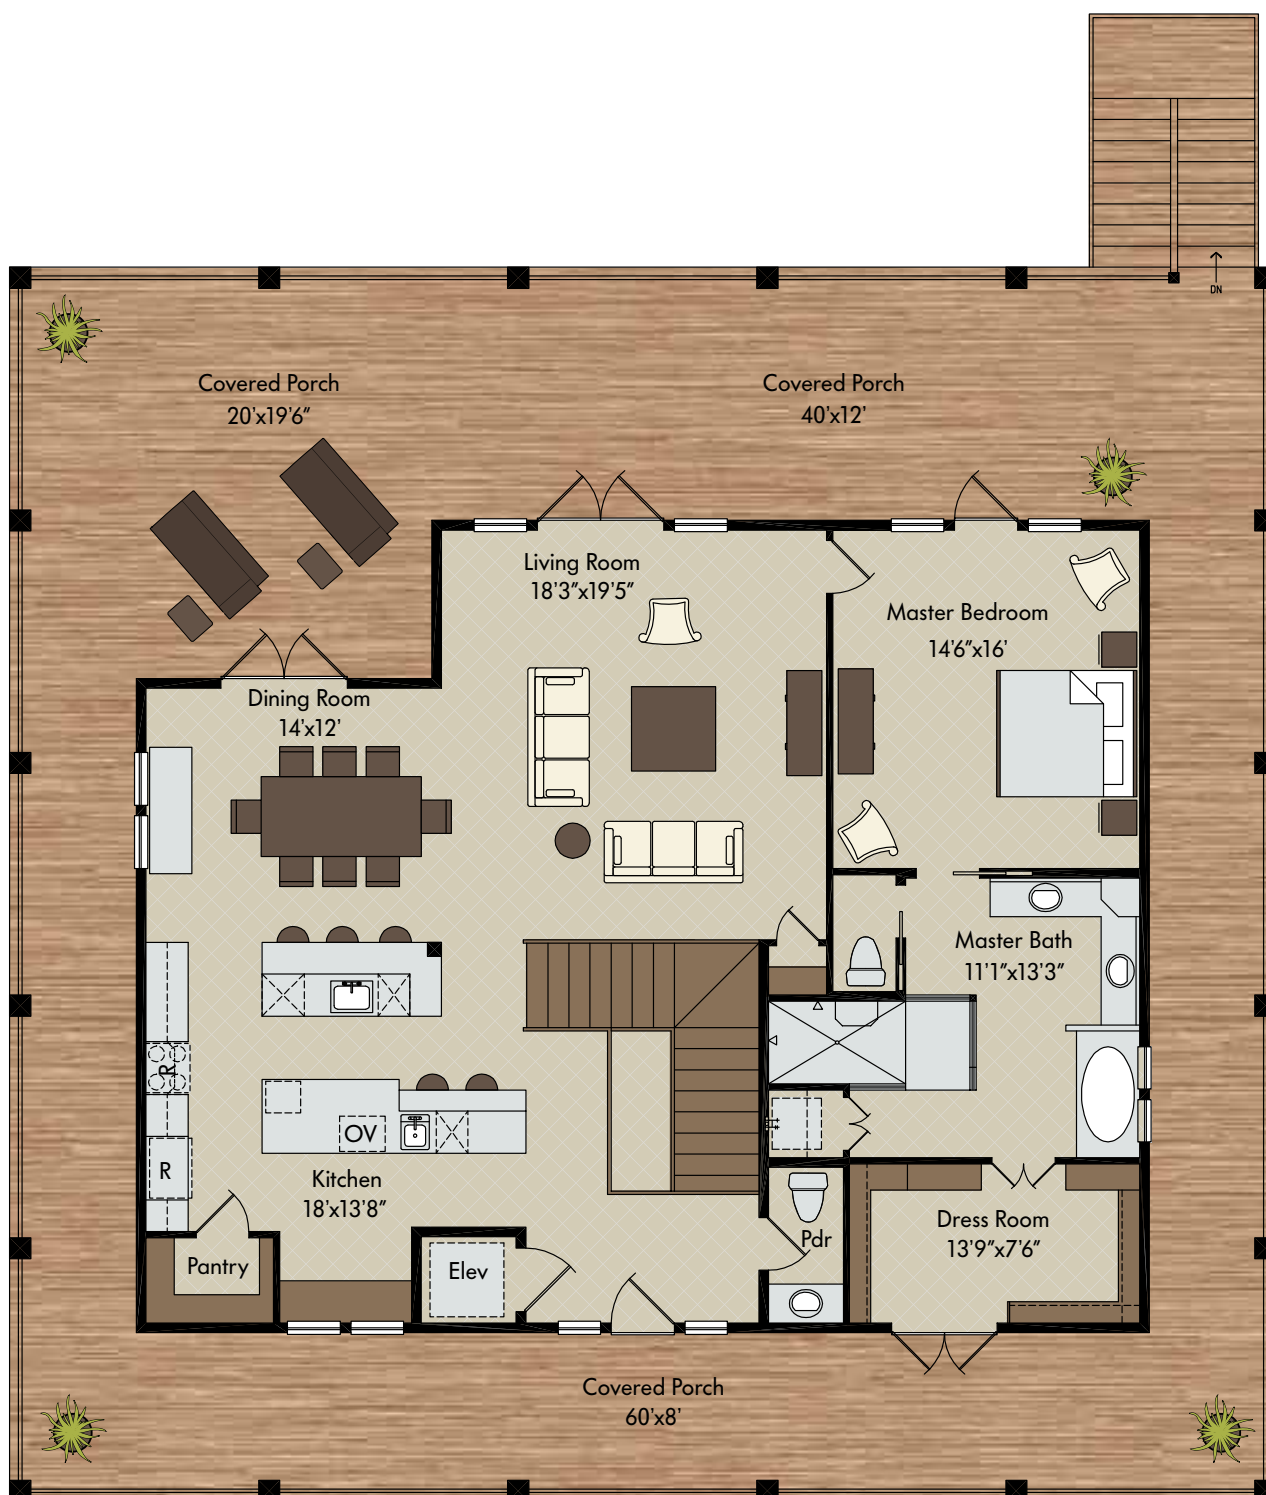 DN
Covered Porch
20'x19'6"
Covered Porch
40'x12'
Living Room
18'3"x19'5"
Master Bedroom
14'6"x16'
Dining Room
14'x12'
Master Bath
11'1"x13'3"
R
OV
R
Kitchen
18'x13'8"
Pantry
Elev
Pdr
Dress Room
13'9"x7'6"
Covered Porch
60'x8'